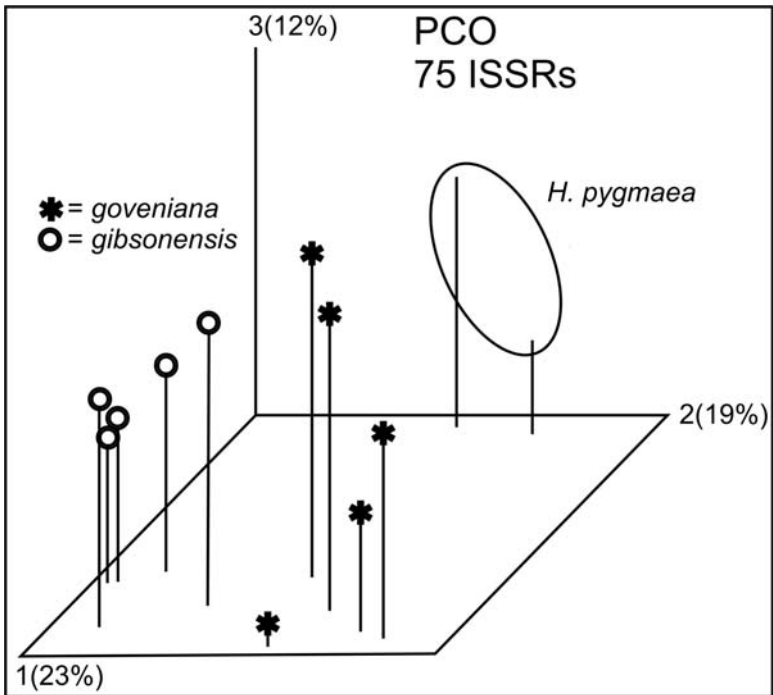 3(12%)
PCO
75 ISSRs
H. pygmaea
✱= goveniana
O= gibsonensis
2(19%)
1(23%)